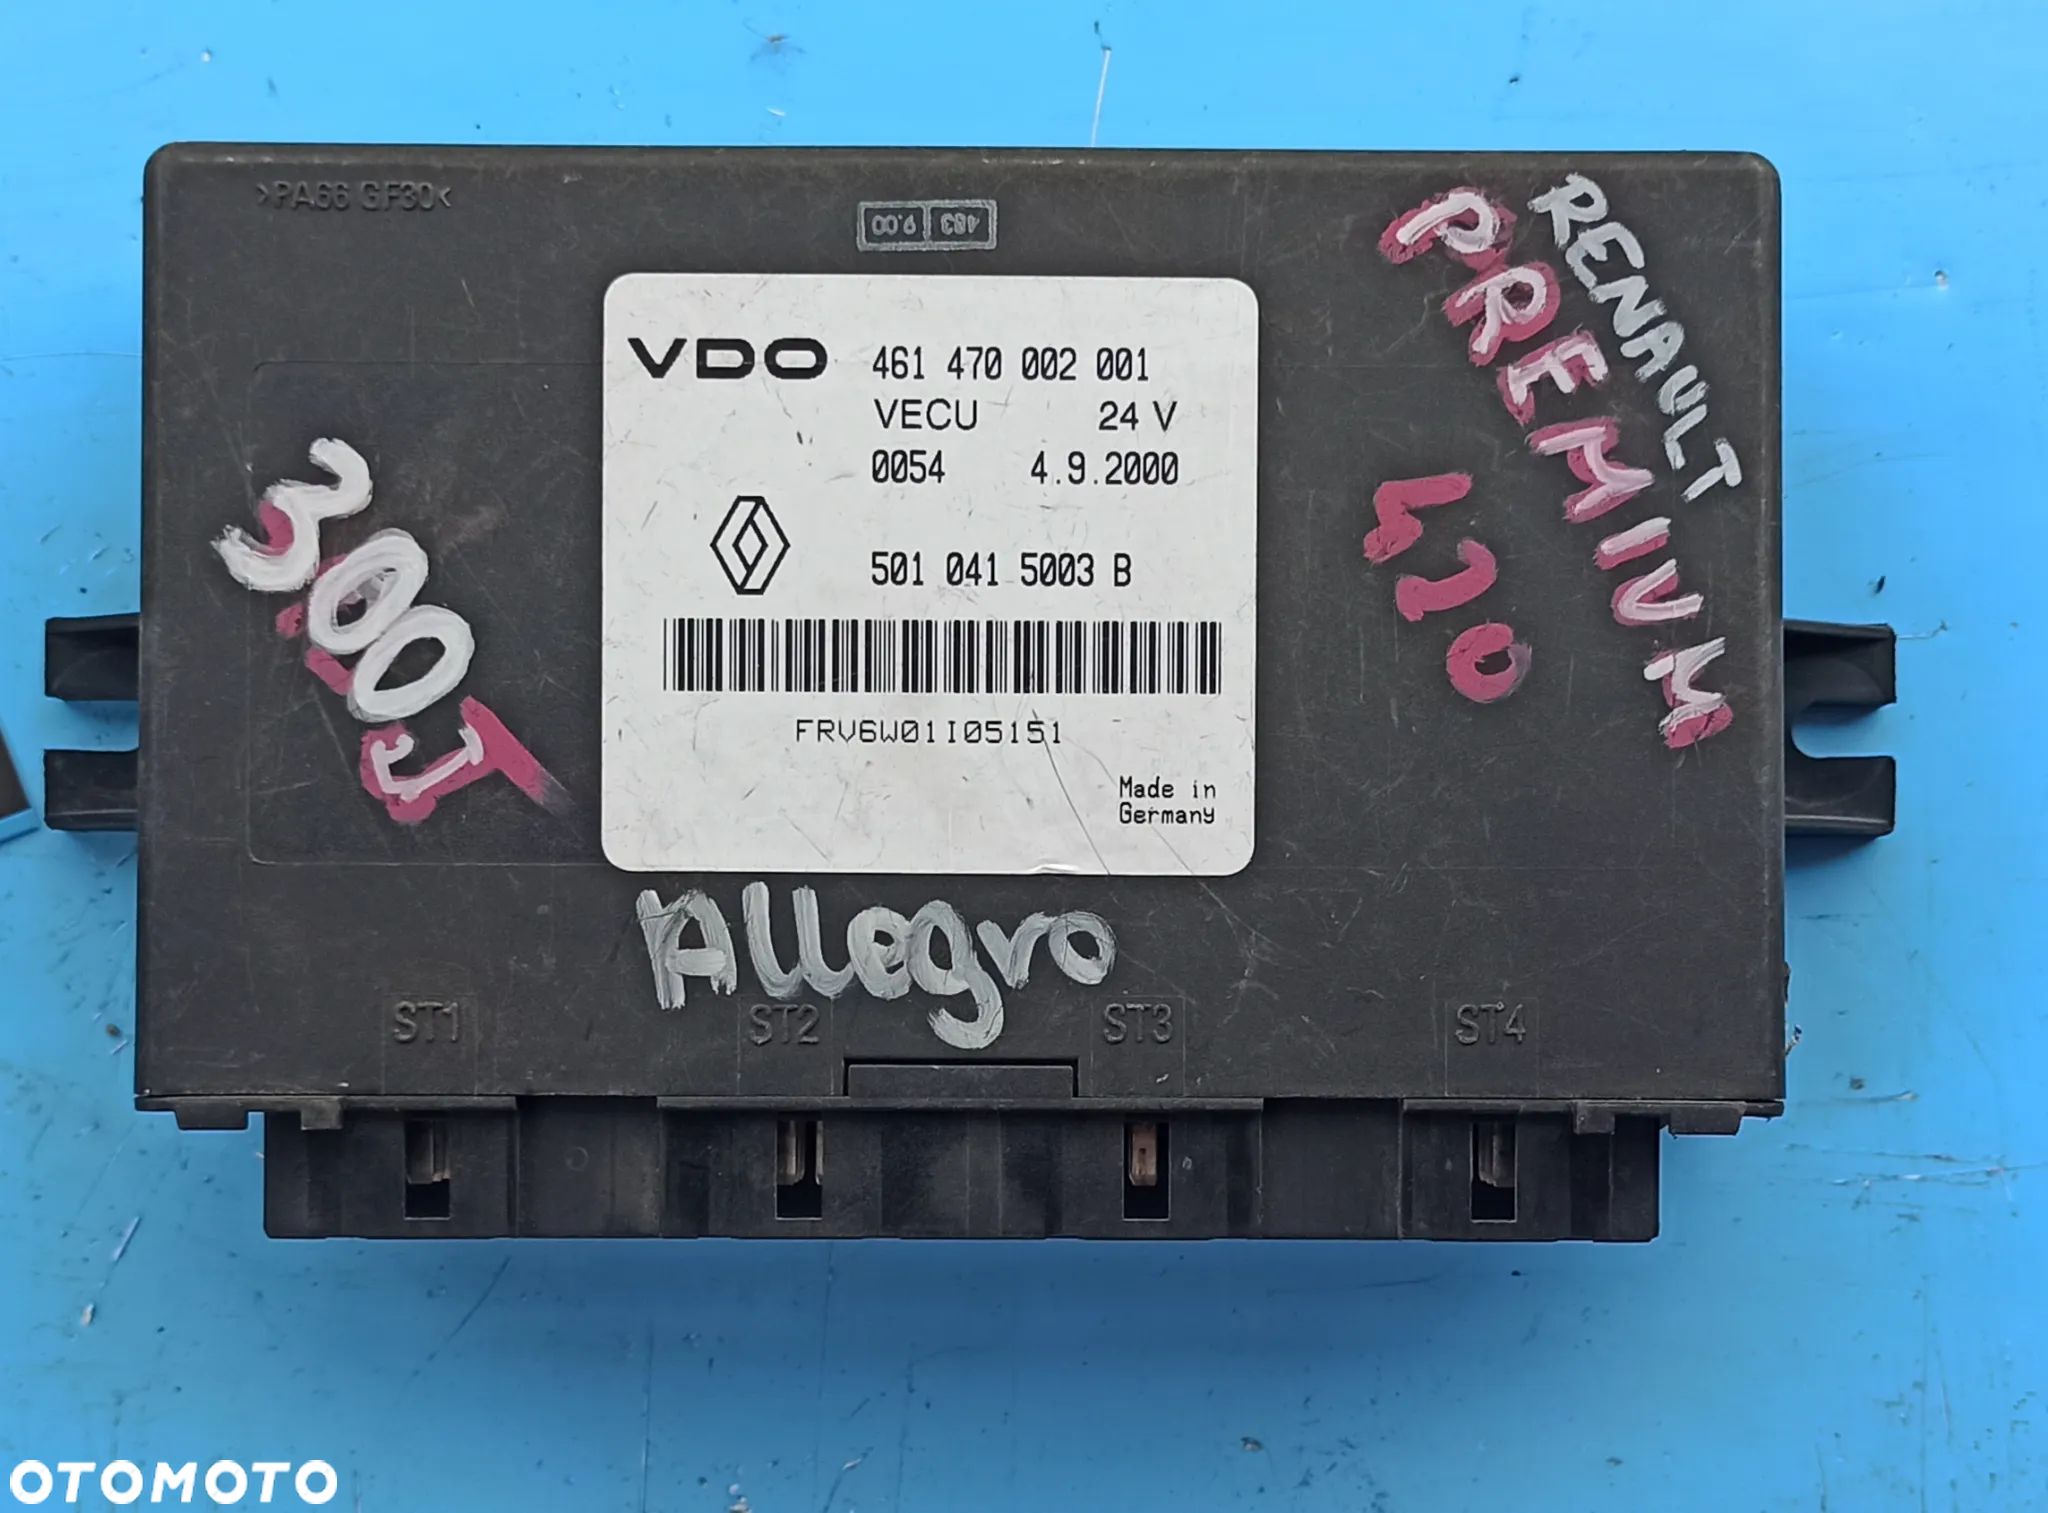 >PA66 GF30<
9.00 483
VDO 461 470 002 001
VECU 24 V
0054 4.9.2000
501 041 5003 B
FRV6W01I05151
Made in
Germany
RENAULT
PREMIUM
420
300J
Allegro
ST1 ST2 ST3 ST4
OTOMOTO